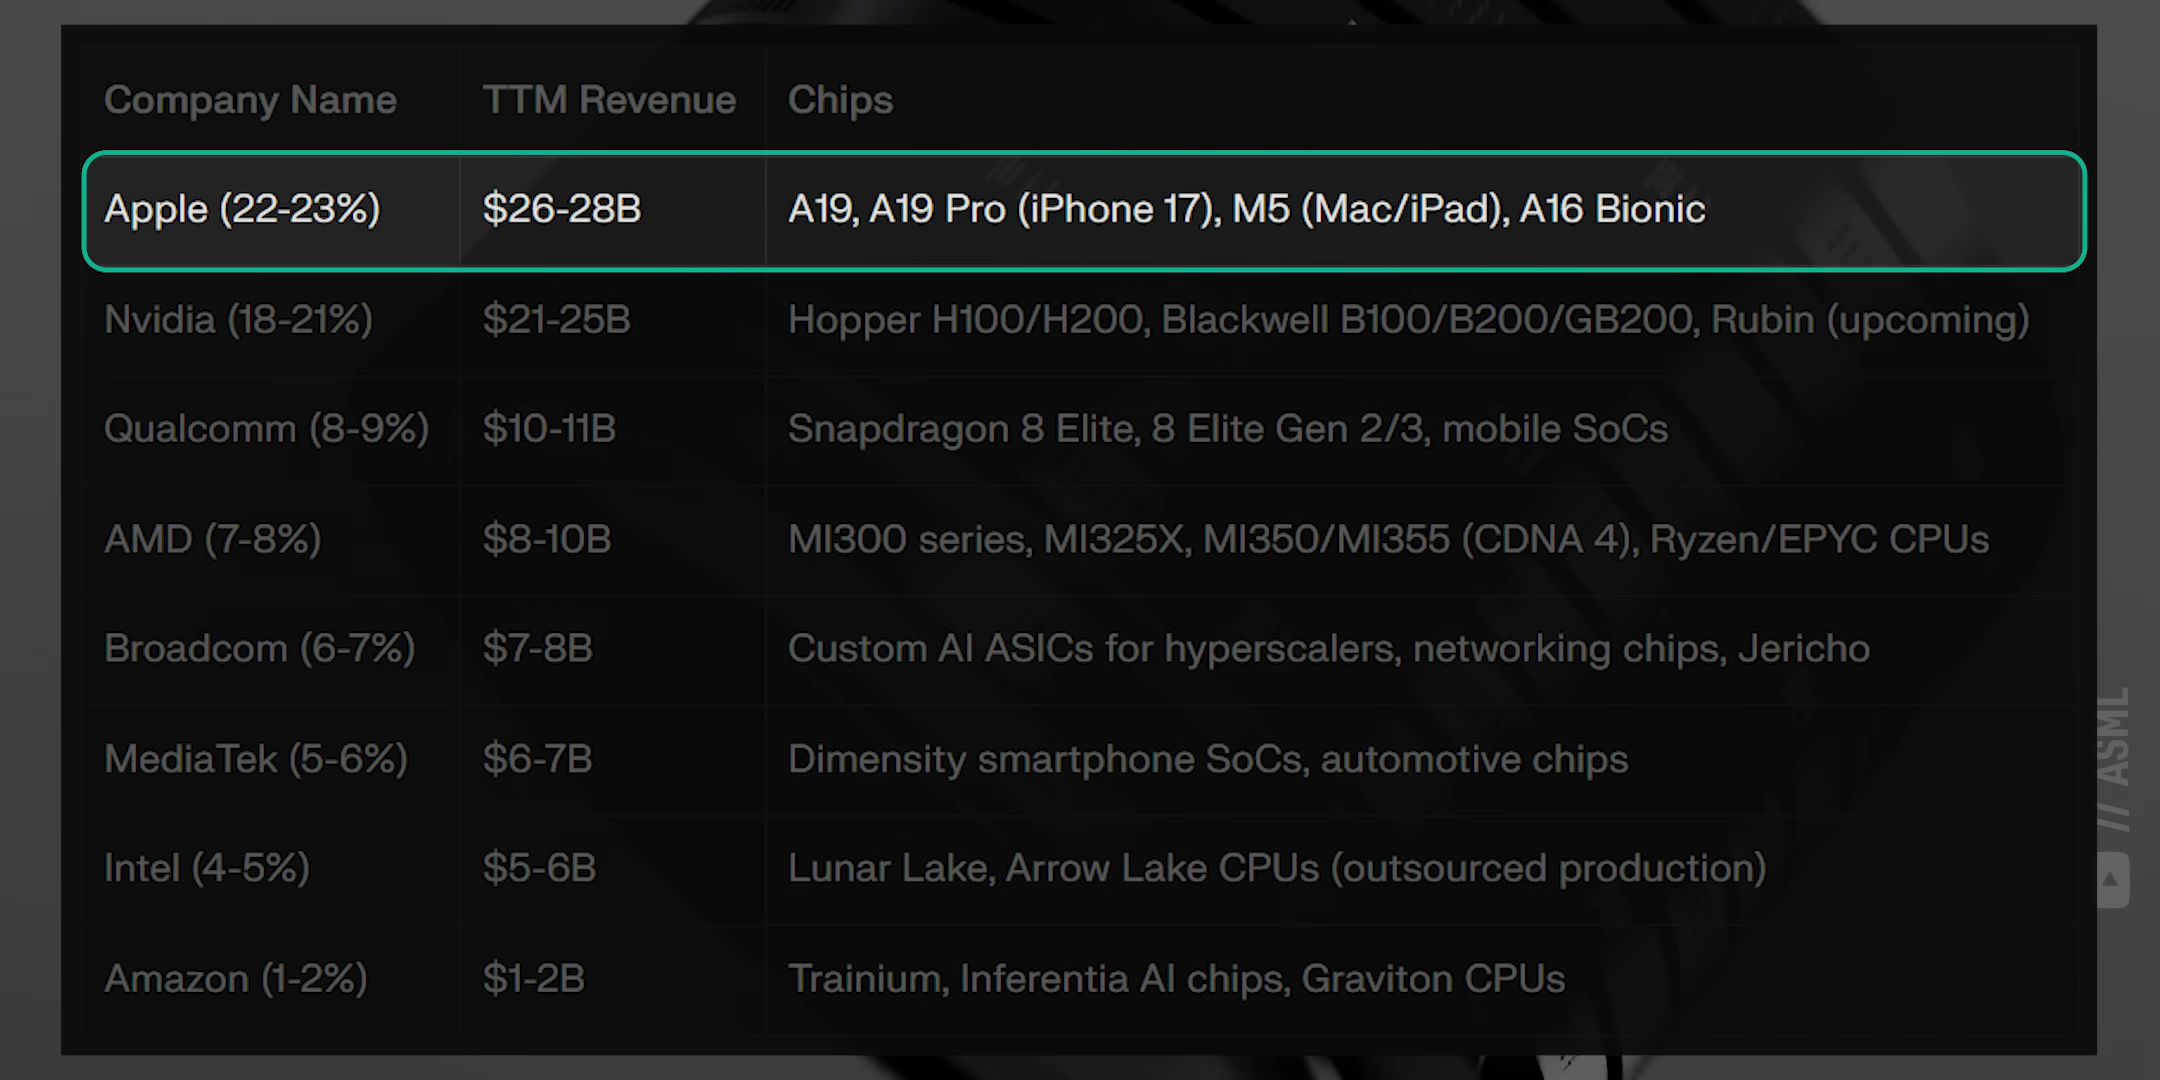 Company Name TTM Revenue Chips
Apple (22-23%) $26-28B A19, A19 Pro (iPhone 17), M5 (Mac/iPad), A16 Bionic
Nvidia (18-21%) $21-25B Hopper H100/H200, Blackwell B100/B200/GB200, Rubin (upcoming)
Qualcomm (8-9%) $10-11B Snapdragon 8 Elite, 8 Elite Gen 2/3, mobile SoCs
AMD (7-8%) $8-10B MI300 series, MI325X, MI350/MI355 (CDNA 4), Ryzen/EPYC CPUs
Broadcom (6-7%) $7-8B Custom AI ASICs for hyperscalers, networking chips, Jericho
MediaTek (5-6%) $6-7B Dimensity smartphone SoCs, automotive chips
Intel (4-5%) $5-6B Lunar Lake, Arrow Lake CPUs (outsourced production)
Amazon (1-2%) $1-2B Trainium, Inferentia AI chips, Graviton CPUs
// ASML